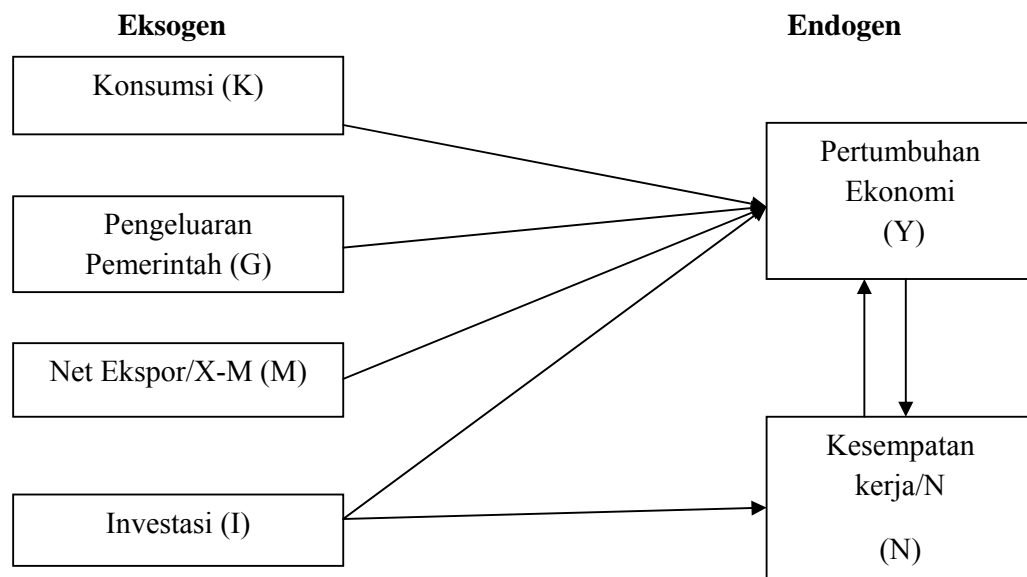 Eksogen
Endogen
Konsumsi (K)
Pengeluaran
Pemerintah (G)
Net Ekspor/X-M (M)
Investasi (I)
Pertumbuhan
Ekonomi
(Y)
Kesempatan
kerja/N
(N)